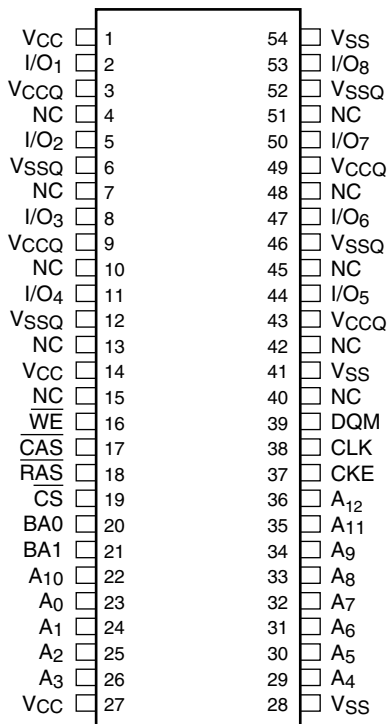 VCC 1 54 VSS
I/O1 2 53 I/O8
VCCQ 3 52 VSSQ
NC 4 51 NC
I/O2 5 50 I/O7
VSSQ 6 49 VCCQ
NC 7 48 NC
I/O3 8 47 I/O6
VCCQ 9 46 VSSQ
NC 10 45 NC
I/O4 11 44 I/O5
VSSQ 12 43 VCCQ
NC 13 42 NC
VCC 14 41 VSS
NC 15 40 NC
WE 16 39 DQM
CAS 17 38 CLK
RAS 18 37 CKE
CS 19 36 A12
BA0 20 35 A11
BA1 21 34 A9
A10 22 33 A8
A0 23 32 A7
A1 24 31 A6
A2 25 30 A5
A3 26 29 A4
VCC 27 28 VSS